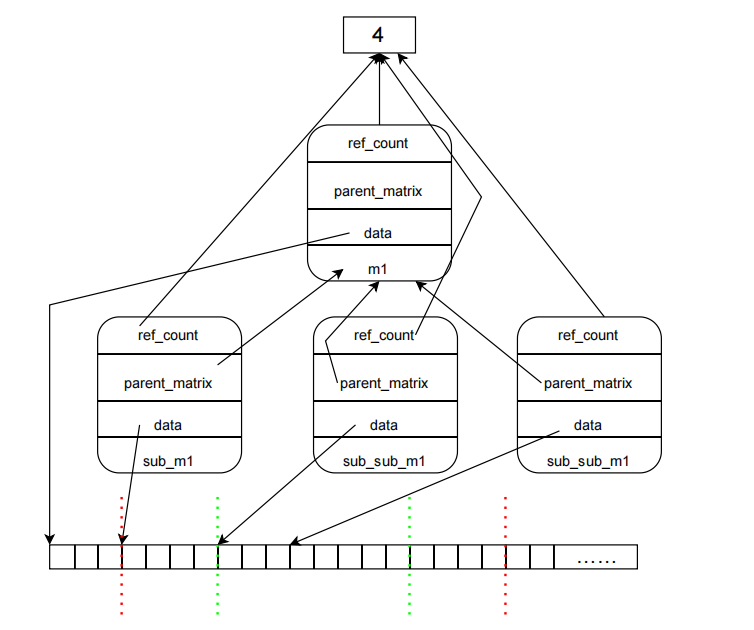 4
ref_count
parent_matrix
data
m1
ref_count
parent_matrix
data
sub_m1
ref_count
parent_matrix
data
sub_sub_m1
ref_count
parent_matrix
data
sub_sub_m1
......